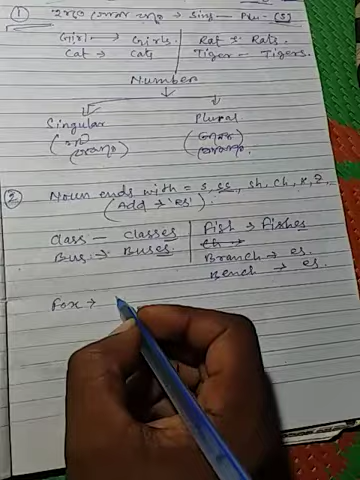 ① → Sing — Plu - (S)
Girl → Girls. Rat → Rats.
Cat → Cats Tiger – Tigers.
Number
Singular Plural
② Noun ends with = s, ss, sh, ch, x, z,
(Add → 'es')
Class – Classes Fish → Fishes
Bus → Buses
Branch → es.
Bench → es.
Fox →